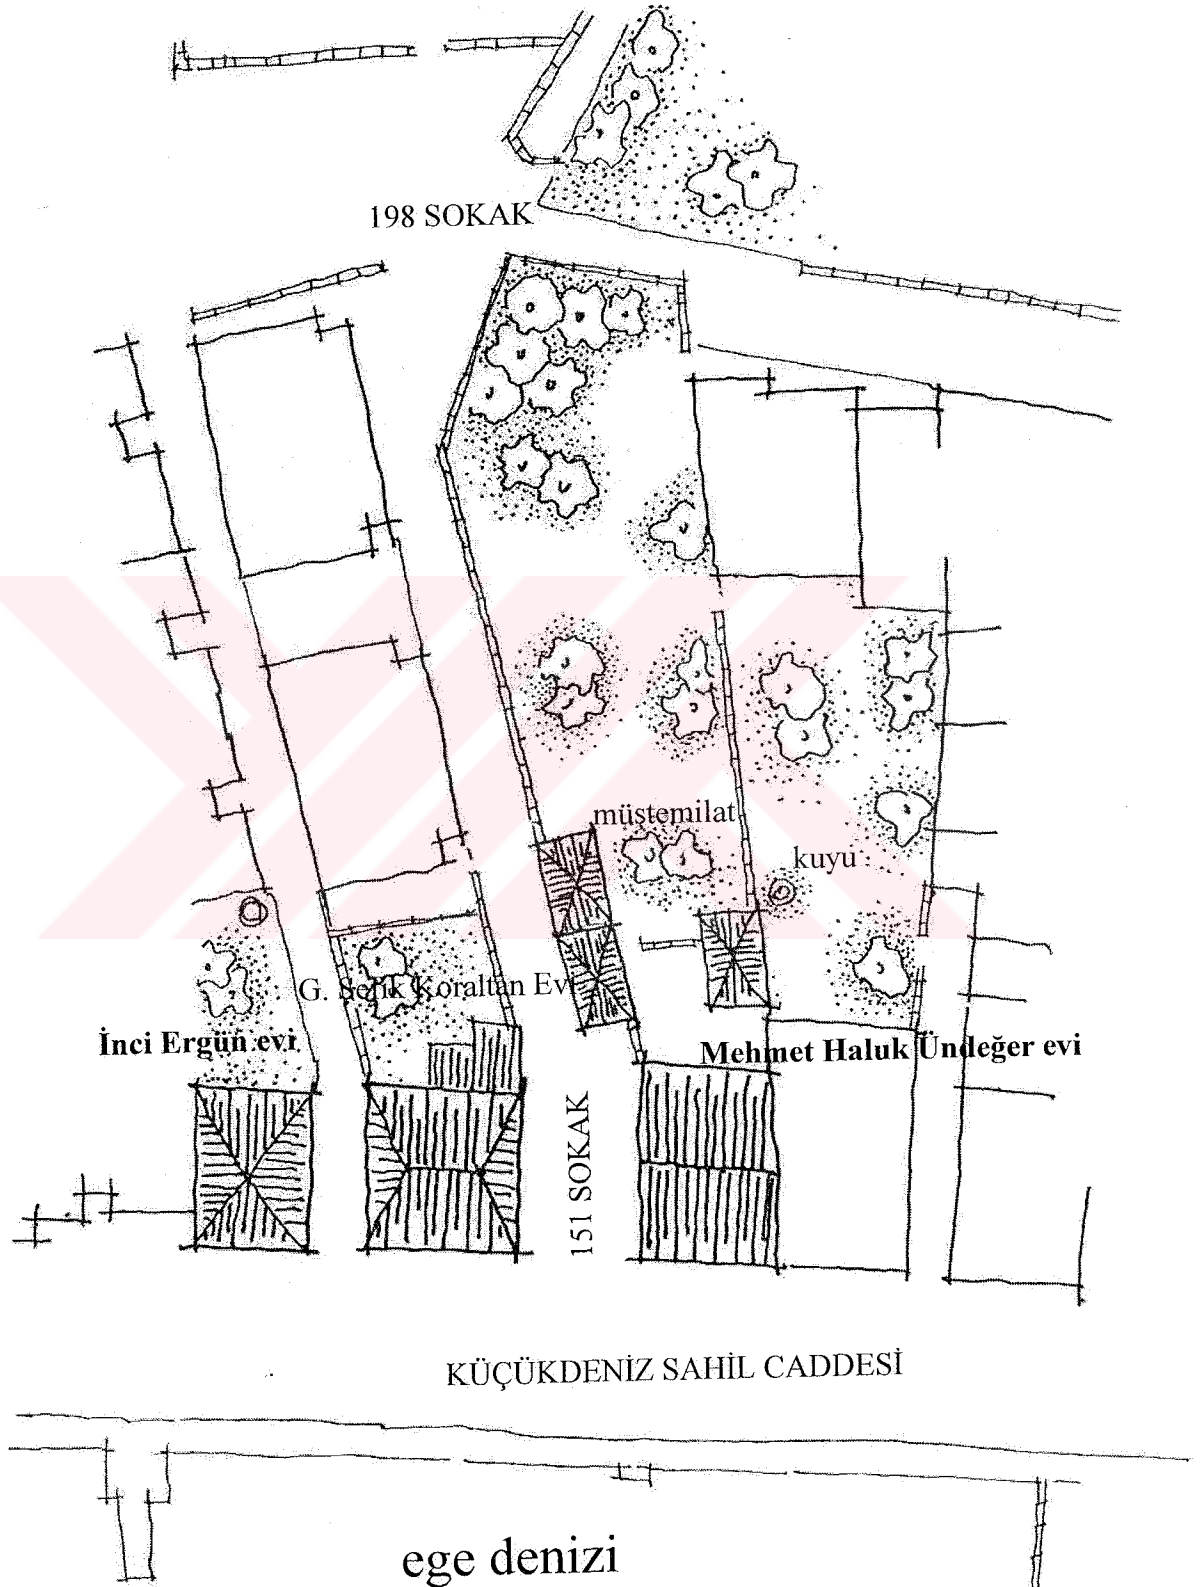 198 SOKAK
müştemilat
kuyu
G. Şefik Koraltan Evi
İnci Ergün evi
Mehmet Haluk Ündeğer evi
151 SOKAK
KÜÇÜKDENİZ SAHİL CADDESİ
ege denizi